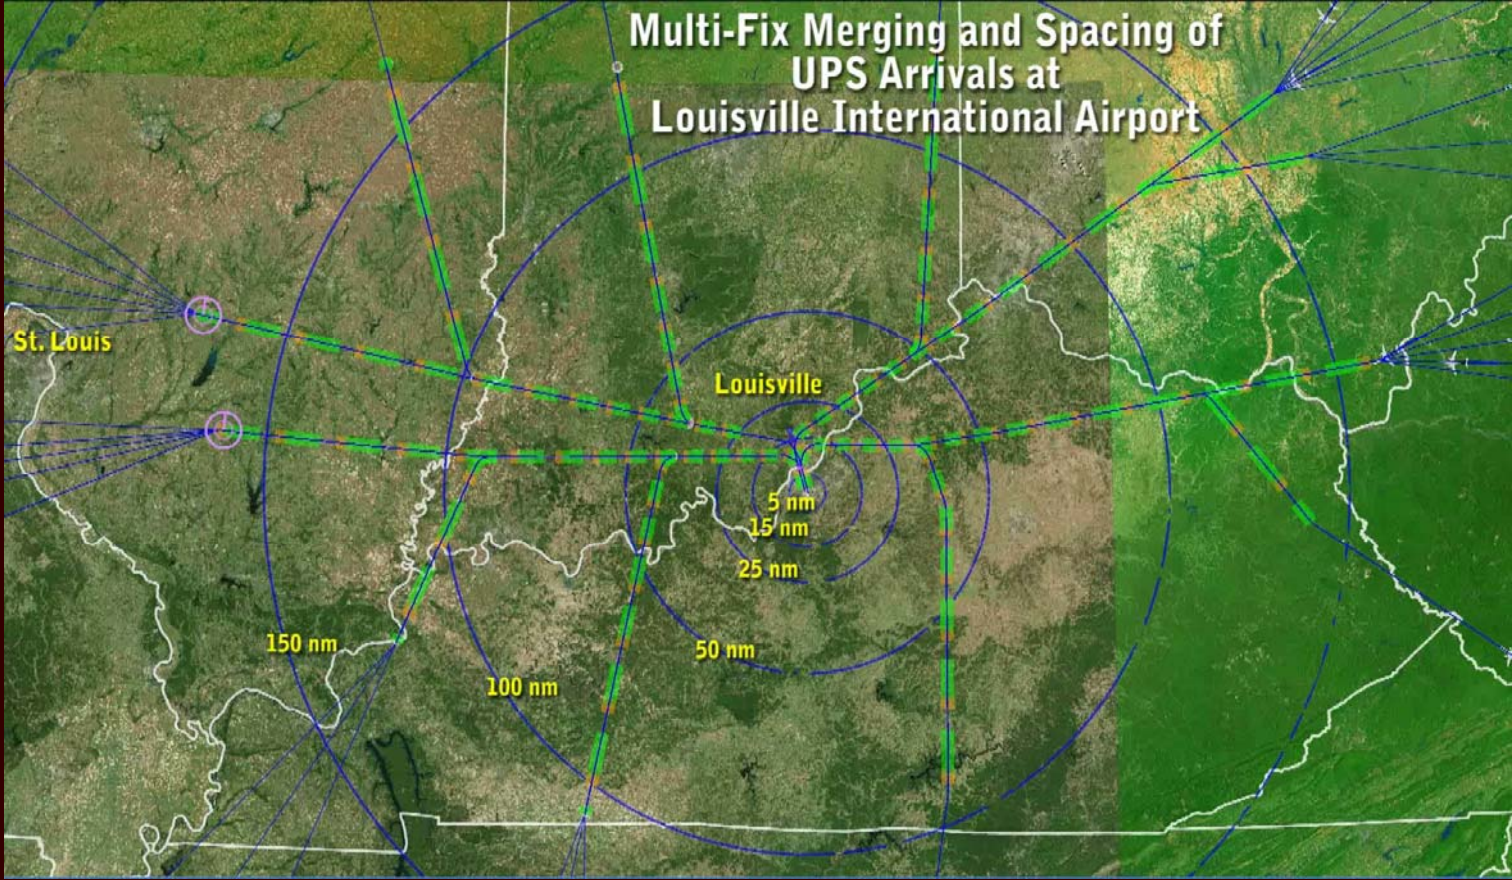 Multi-Fix Merging and Spacing of
UPS Arrivals at
Louisville International Airport
St. Louis
Louisville
5 nm
15 nm
25 nm
150 nm
50 nm
100 nm